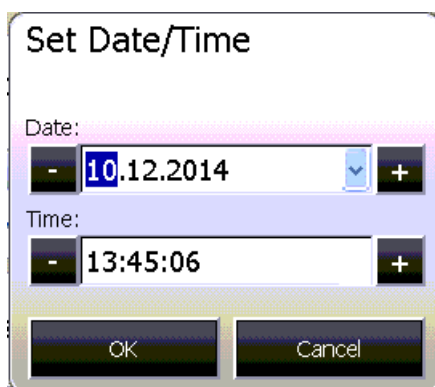 Set Date/Time
Date:
- 10.12.2014 +
Time:
- 13:45:06 +
OK Cancel